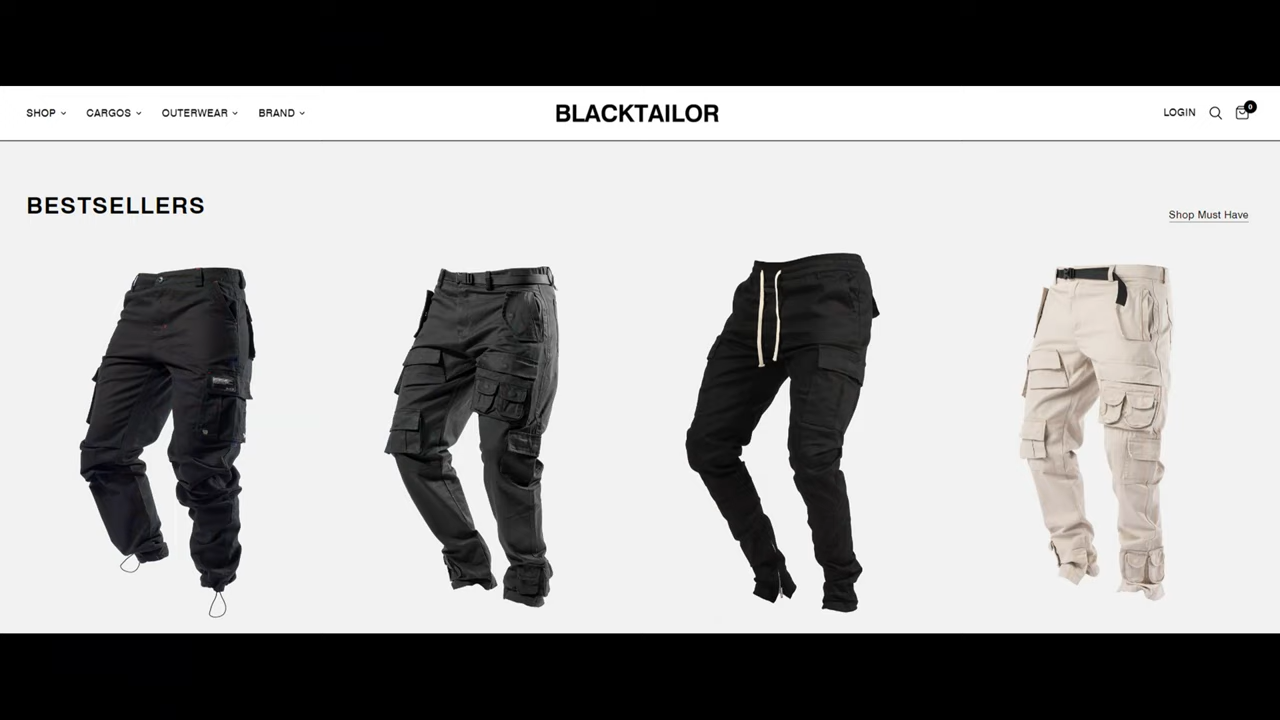 SHOP CARGOS OUTERWEAR BRAND BLACKTAILOR LOGIN 0
BESTSELLERS
Shop Must Have